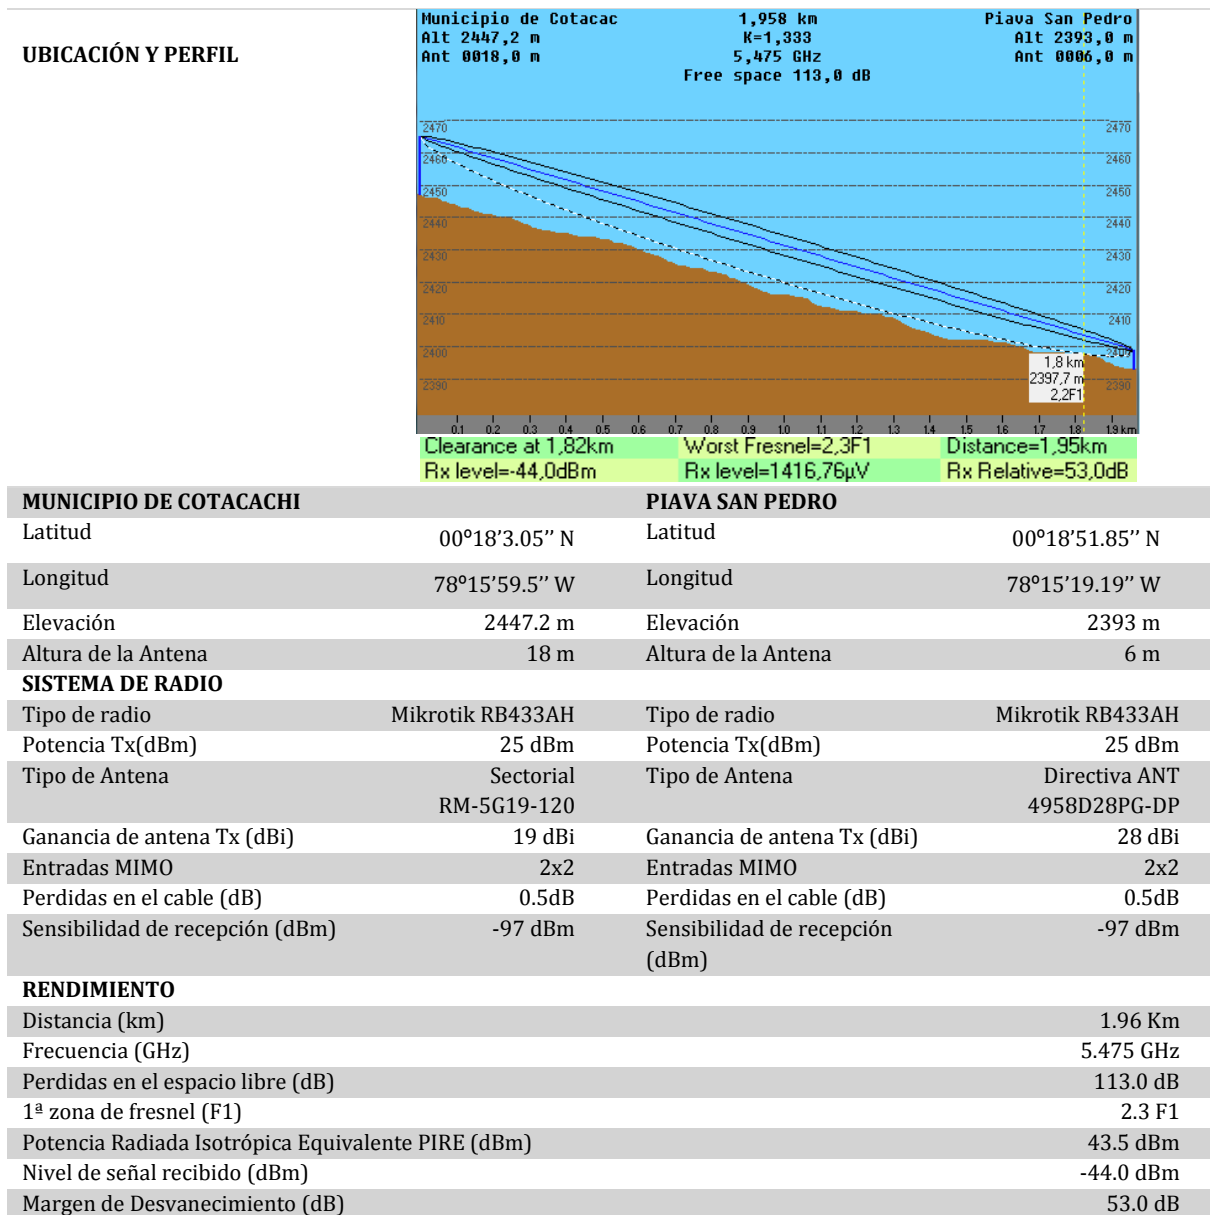 UBICACIÓN Y PERFIL
Municipio de Cotacac 1,958 km Piava San Pedro
Alt 2447,2 m K=1,333 Alt 2393,0 m
Ant 0018,0 m 5,475 GHz Ant 0006,0 m
Free space 113,0 dB
2470 2470
2460 2460
2450 2450
2440 2440
2430 2430
2420 2420
2410 2410
2400 2400
1,8 km
2390 2397,7 m 2390
2,2F1
0.1 0.2 0.3 0.4 0.5 0.6 0.7 0.8 0.9 1.0 1.1 1.2 1.3 1.4 1.5 1.6 1.7 1.8 1.9 km
Clearance at 1,82km Worst Fresnel=2,3F1 Distance=1,95km
Rx level=-44,0dBm Rx level=1416,76µV Rx Relative=53,0dB
MUNICIPIO DE COTACACHI PIAVA SAN PEDRO
Latitud 00º18’3.05’’ N Latitud 00º18’51.85’’ N
Longitud 78º15’59.5’’ W Longitud 78º15’19.19’’ W
Elevación 2447.2 m Elevación 2393 m
Altura de la Antena 18 m Altura de la Antena 6 m
SISTEMA DE RADIO
Tipo de radio Mikrotik RB433AH Tipo de radio Mikrotik RB433AH
Potencia Tx(dBm) 25 dBm Potencia Tx(dBm) 25 dBm
Tipo de Antena Sectorial Tipo de Antena Directiva ANT
RM-5G19-120 4958D28PG-DP
Ganancia de antena Tx (dBi) 19 dBi Ganancia de antena Tx (dBi) 28 dBi
Entradas MIMO 2x2 Entradas MIMO 2x2
Perdidas en el cable (dB) 0.5dB Perdidas en el cable (dB) 0.5dB
Sensibilidad de recepción (dBm) -97 dBm Sensibilidad de recepción -97 dBm
(dBm)
RENDIMIENTO
Distancia (km) 1.96 Km
Frecuencia (GHz) 5.475 GHz
Perdidas en el espacio libre (dB) 113.0 dB
1ª zona de fresnel (F1) 2.3 F1
Potencia Radiada Isotrópica Equivalente PIRE (dBm) 43.5 dBm
Nivel de señal recibido (dBm) -44.0 dBm
Margen de Desvanecimiento (dB) 53.0 dB